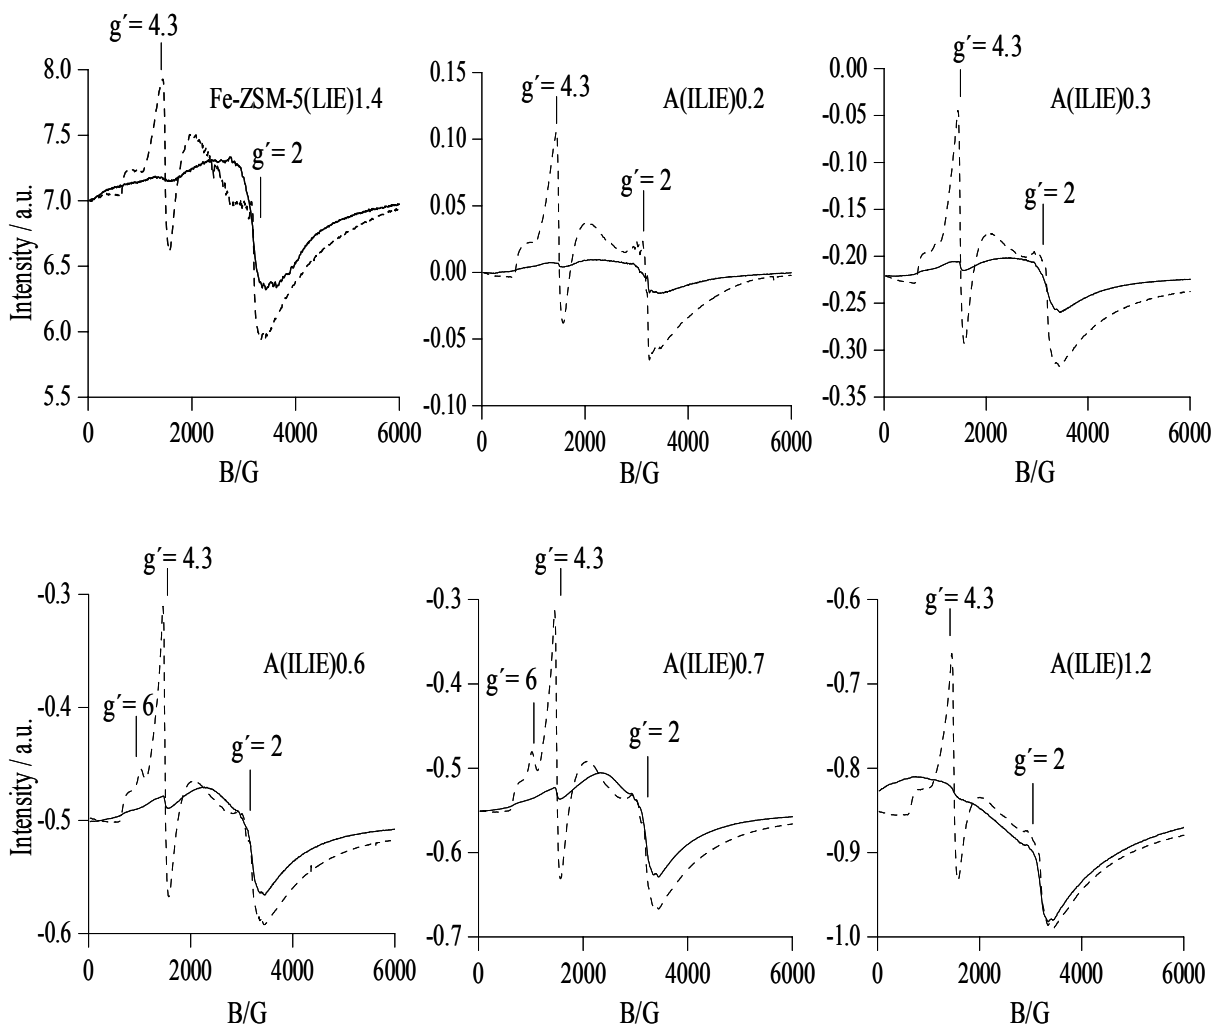 g´= 4.3
8.0
7.5
7.0
6.5
6.0
5.5
Fe-ZSM-5(LIE)1.4
g´= 2
Intensity / a.u.
0 2000 4000 6000
B/G
0.15
0.10
0.05
0.00
-0.05
-0.10
g´= 4.3
A(ILIE)0.2
g´= 2
0 2000 4000 6000
B/G
0.00
-0.05
-0.10
-0.15
-0.20
-0.25
-0.30
-0.35
g´= 4.3
A(ILIE)0.3
g´= 2
0 2000 4000 6000
B/G
g´= 4.3
-0.3
-0.4
-0.5
-0.6
A(ILIE)0.6
g´= 6
g´= 2
Intensity / a.u.
0 2000 4000 6000
B/G
g´= 4.3
-0.3
-0.4
-0.5
-0.6
-0.7
A(ILIE)0.7
g´= 6
g´= 2
0 2000 4000 6000
B/G
-0.6
-0.7
-0.8
-0.9
-1.0
g´= 4.3
A(ILIE)1.2
g´= 2
0 2000 4000 6000
B/G